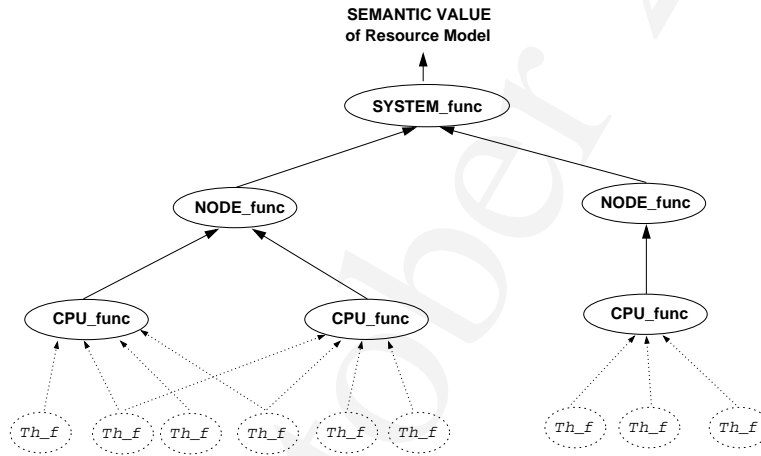 SEMANTIC VALUE
of Resource Model
SYSTEM_func
NODE_func
NODE_func
CPU_func
CPU_func
CPU_func
Th_f
Th_f
Th_f
Th_f
Th_f
Th_f
Th_f
Th_f
Th_f